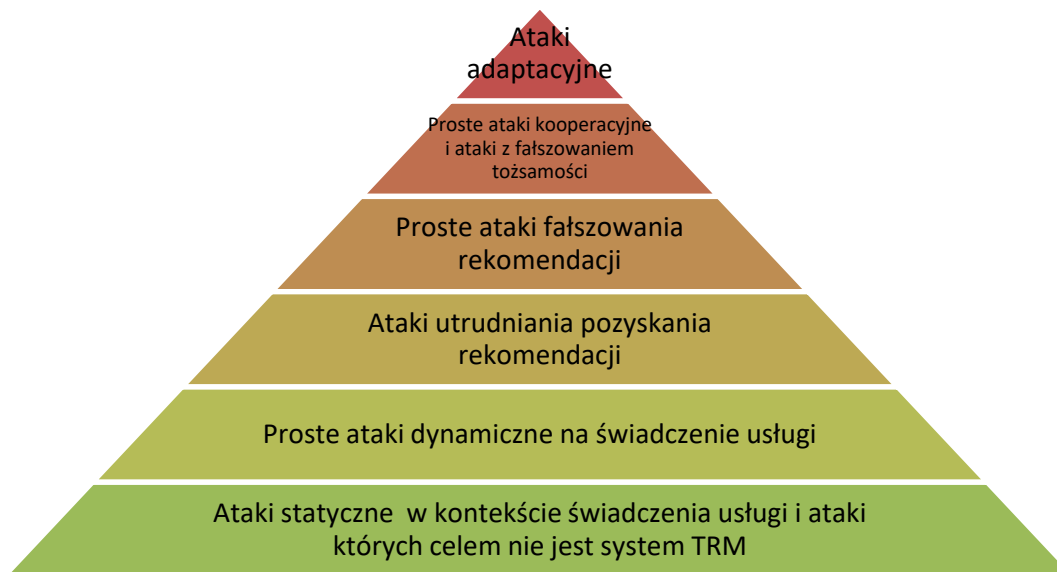 Ataki
adaptacyjne
Proste ataki kooperacyjne
i ataki z fałszowaniem
tożsamości
Proste ataki fałszowania
rekomendacji
Ataki utrudniania pozyskania
rekomendacji
Proste ataki dynamiczne na świadczenie usługi
Ataki statyczne w kontekście świadczenia usługi i ataki
których celem nie jest system TRM